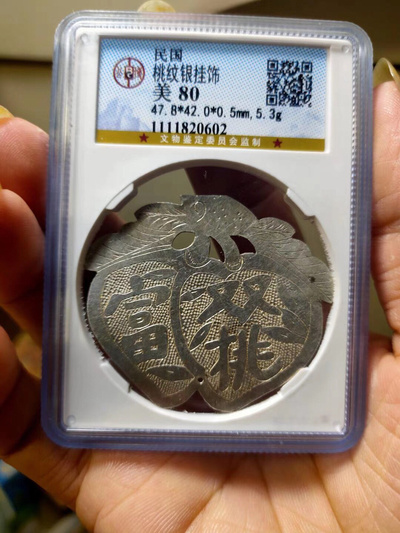 民国
桃纹银挂饰
美 80
47.8*42.0*0.5mm,5.3g
1111820602
★ 文物鉴定委员会监制 ★
双桃
富